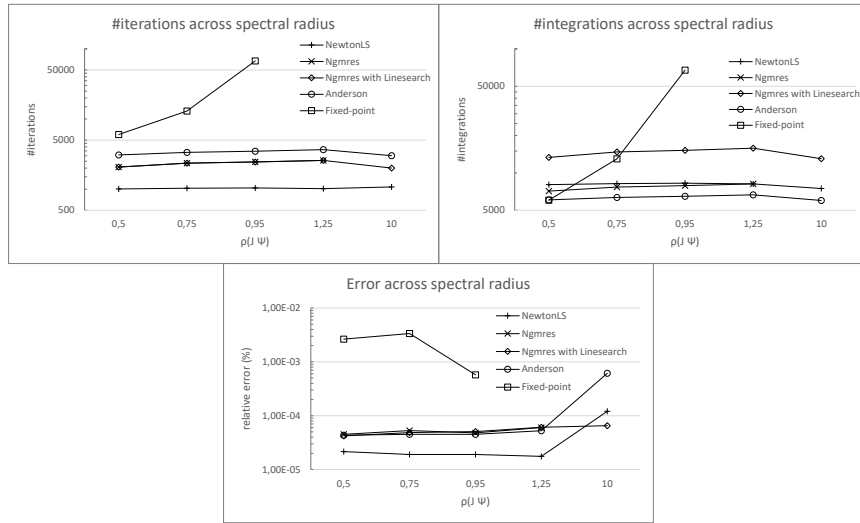 #iterations across spectral radius
NewtonLS
Ngmres
Ngmres with Linesearch
Anderson
Fixed-point
50000
5000
500
#iterations
0,5
0,75
0,95
1,25
10
ρ(J Ψ)
#integrations across spectral radius
NewtonLS
Ngmres
Ngmres with Linesearch
Anderson
Fixed-point
50000
5000
#integrations
0,5
0,75
0,95
1,25
10
ρ(J Ψ)
Error across spectral radius
NewtonLS
Ngmres
Ngmres with Linesearch
Anderson
Fixed-point
1,00E-02
1,00E-03
1,00E-04
1,00E-05
relative error (%)
0,5
0,75
0,95
1,25
10
ρ(J Ψ)